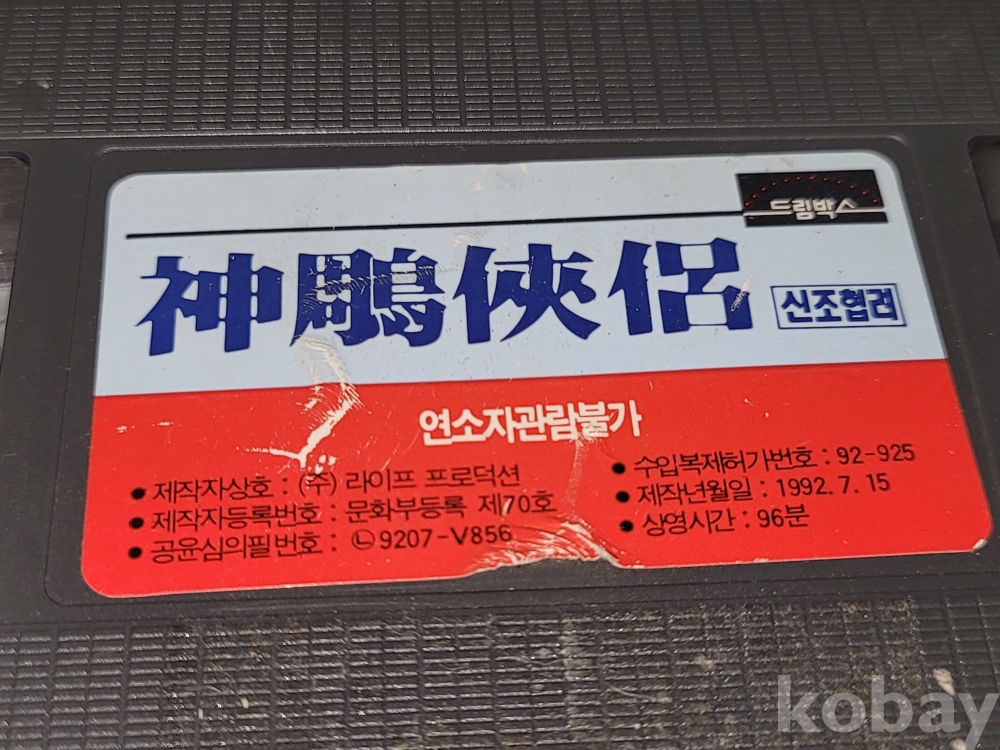 드림박스
神鵰俠侶 신조협려
연소자관람불가
● 제작자상호 : (주) 라이프 프로덕션
● 제작자등록번호 : 문화부등록 제70호
● 공윤심의필번호 : ㉡9207-V856
● 수입복제허가번호 : 92-925
● 제작년월일 : 1992. 7. 15
● 상영시간 : 96분
kobay